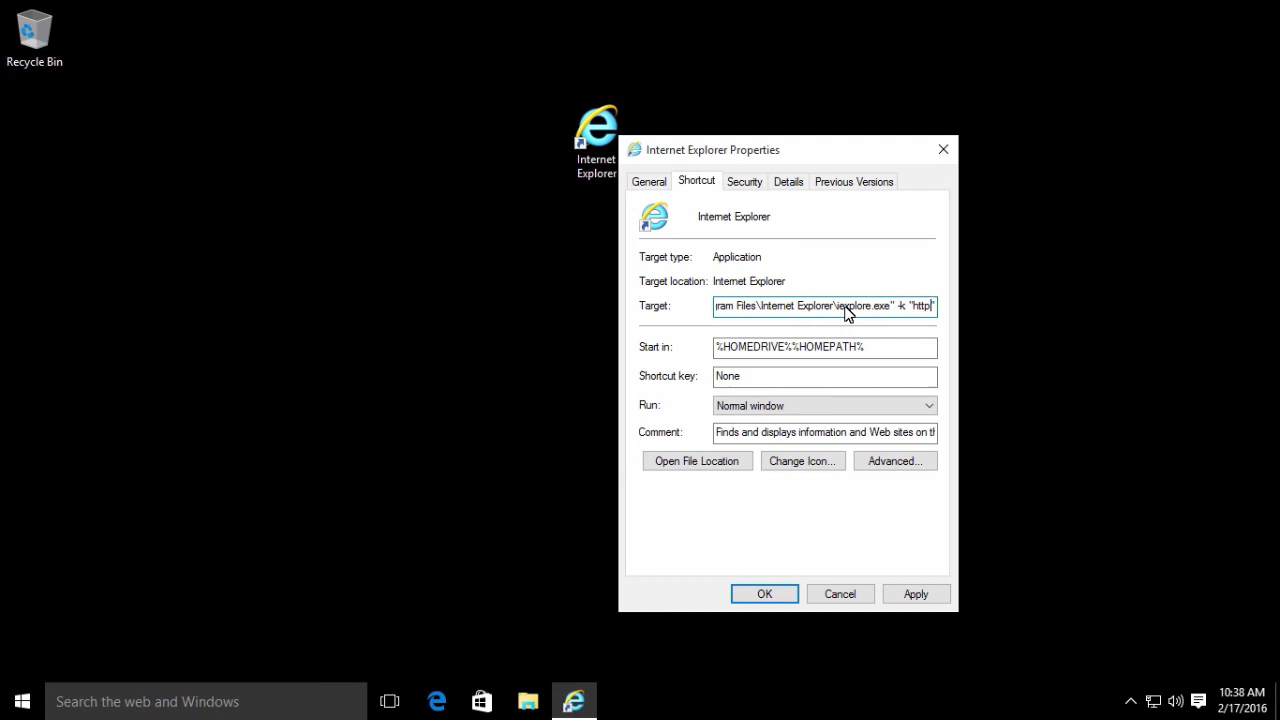 Recycle Bin
Internet
Explorer
Internet Explorer Properties
General Shortcut Security Details Previous Versions
Internet Explorer
Target type: Application
Target location: Internet Explorer
Target: ram Files\Internet Explorer\iexplore.exe" -k "http"
Start in: %HOMEDRIVE%%HOMEPATH%
Shortcut key: None
Run: Normal window
Comment: Finds and displays information and Web sites on th
Open File Location Change Icon... Advanced...
OK Cancel Apply
Search the web and Windows
10:38 AM
2/17/2016